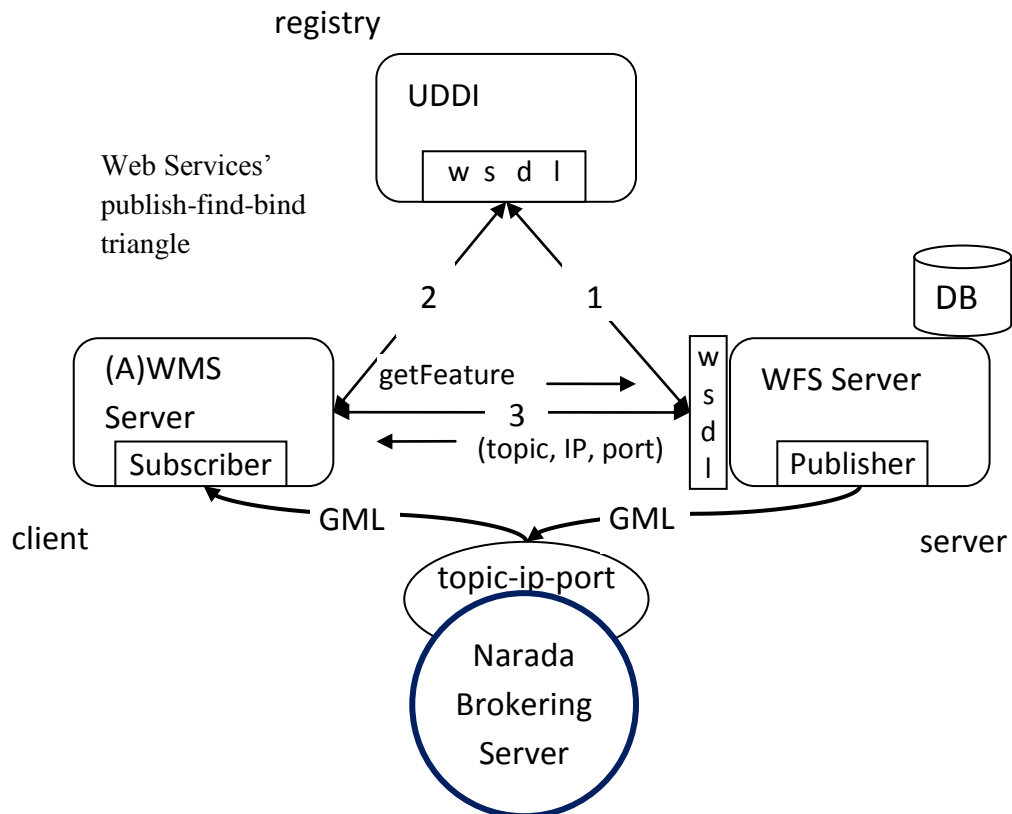 registry
UDDI
w s d l
Web Services’
publish-find-bind
triangle
2
1
DB
(A)WMS
Server
Subscriber
getFeature
3
(topic, IP, port)
w
s
d
l
WFS Server
Publisher
GML
GML
client
server
topic-ip-port
Narada
Brokering
Server